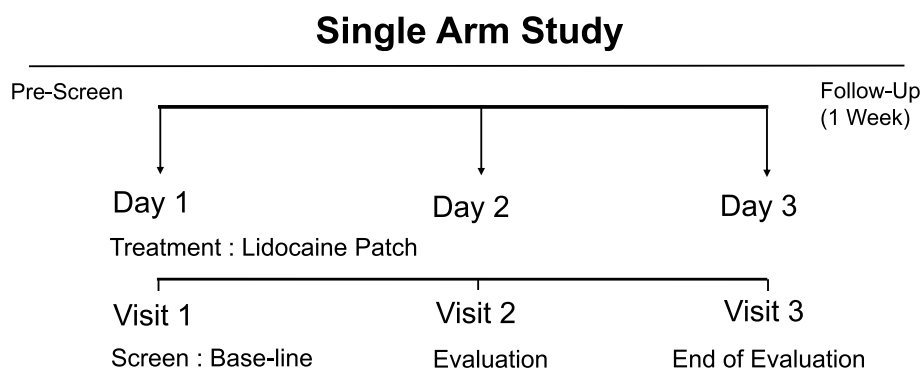 Single Arm Study
Pre-Screen
Follow-Up
(1 Week)
Day 1
Day 2
Day 3
Treatment : Lidocaine Patch
Visit 1
Visit 2
Visit 3
Screen : Base-line
Evaluation
End of Evaluation